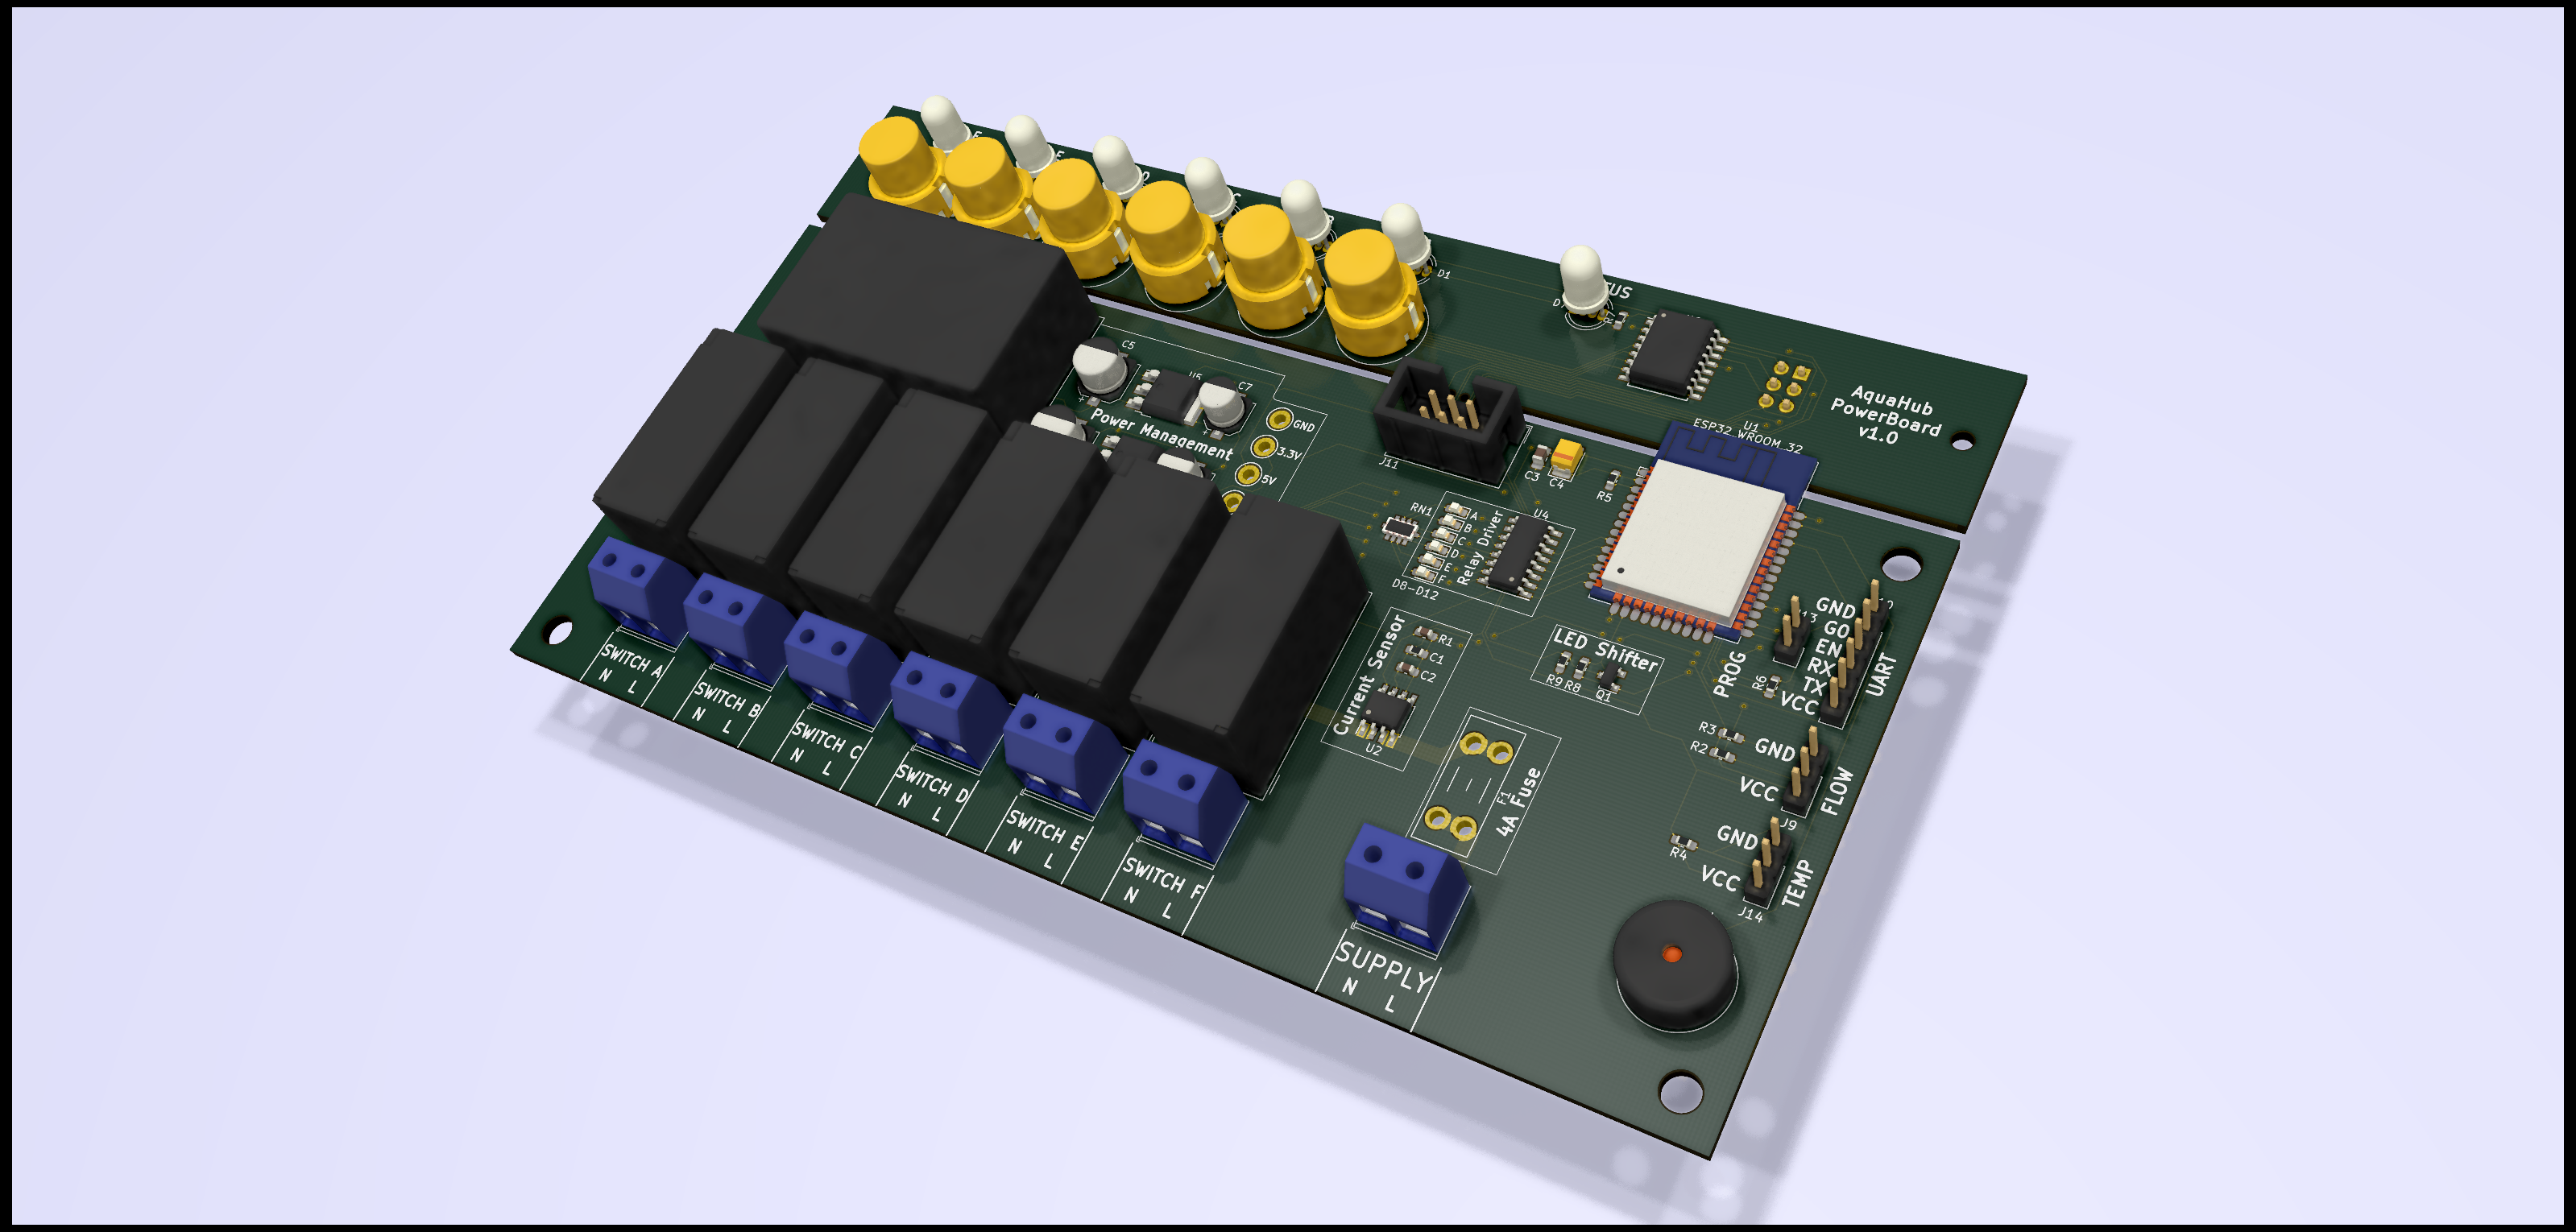 D1
AquaHub
PowerBoard
v1.0
U1
ESP32_WROOM_32
C5
C7
Power Management
GND
3.3V
5V
J11
C3
C4
R5
RN1
A
B
C
D
E
F
D8-D12
Relay Driver
U4
Current Sensor
R1
C1
C2
U2
LED Shifter
R9
R8
Q1
PROG
GND
GO
EN
RX
TX
VCC
UART
R6
R3
R2
GND
VCC
FLOW
J9
R4
GND
VCC
TEMP
J14
F1
4A Fuse
SWITCH A
N L
SWITCH B
N L
SWITCH C
N L
SWITCH D
N L
SWITCH E
N L
SWITCH F
N L
SUPPLY
N L